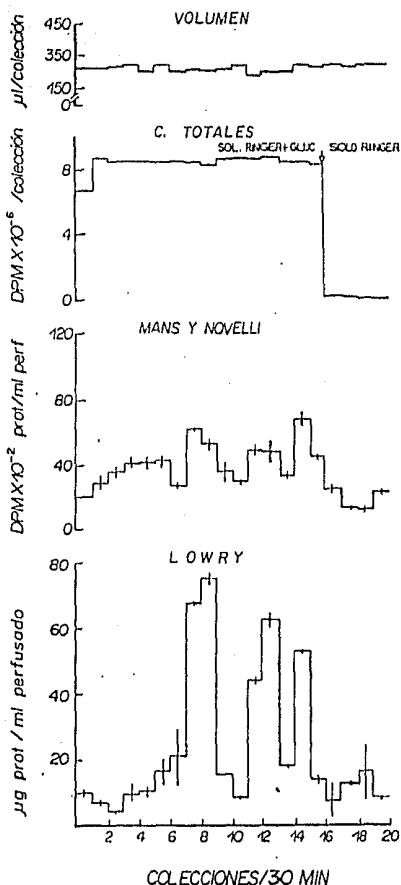 VOLUMEN
450
350
150
0
µl/colección
C. TOTALES
SOL. RINGER+GLUC
SOLO RINGER
8
4
0
DPM X 10⁻⁶ /colección
MANS Y NOVELLI
120
80
40
0
DPM X 10⁻² prot/ml perf
LOWRY
80
60
40
20
µg prot / ml perfusado
2 4 6 8 10 12 14 16 18 20
COLECCIONES/30 MIN